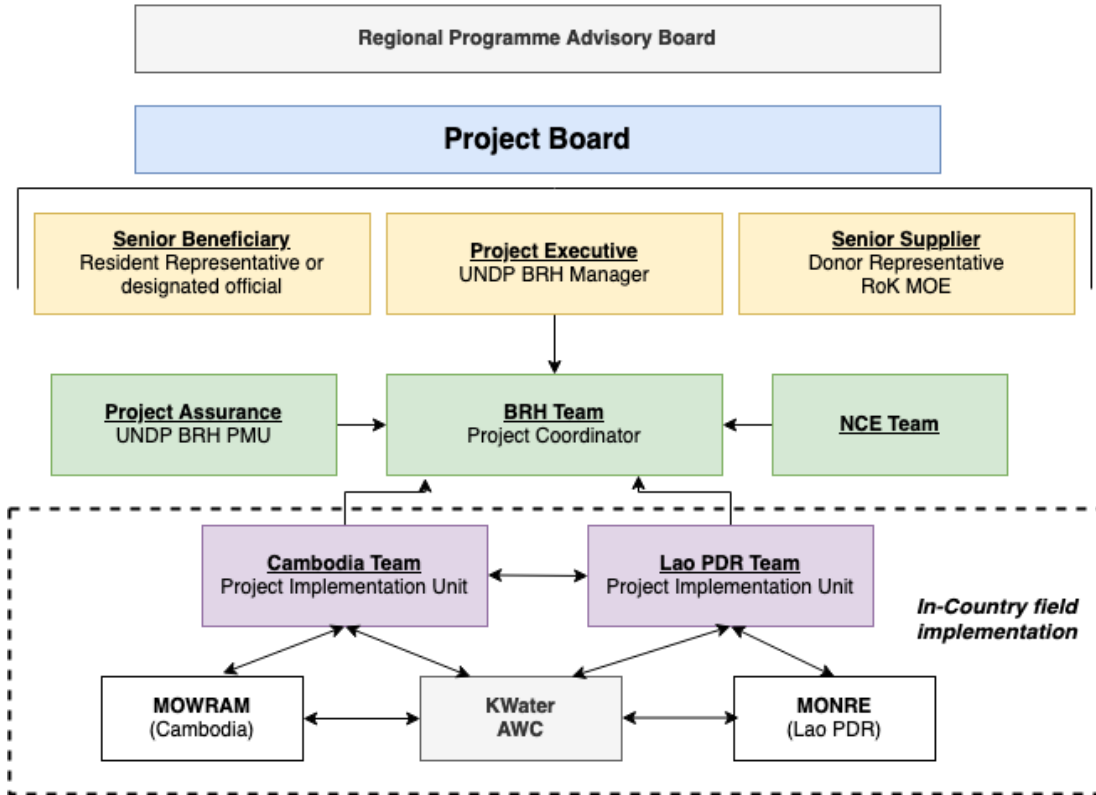 Regional Programme Advisory Board
Project Board
Senior Beneficiary
Resident Representative or
designated official
Project Executive
UNDP BRH Manager
Senior Supplier
Donor Representative
RoK MOE
Project Assurance
UNDP BRH PMU
BRH Team
Project Coordinator
NCE Team
Cambodia Team
Project Implementation Unit
Lao PDR Team
Project Implementation Unit
In-Country field
implementation
MOWRAM
(Cambodia)
KWater
AWC
MONRE
(Lao PDR)